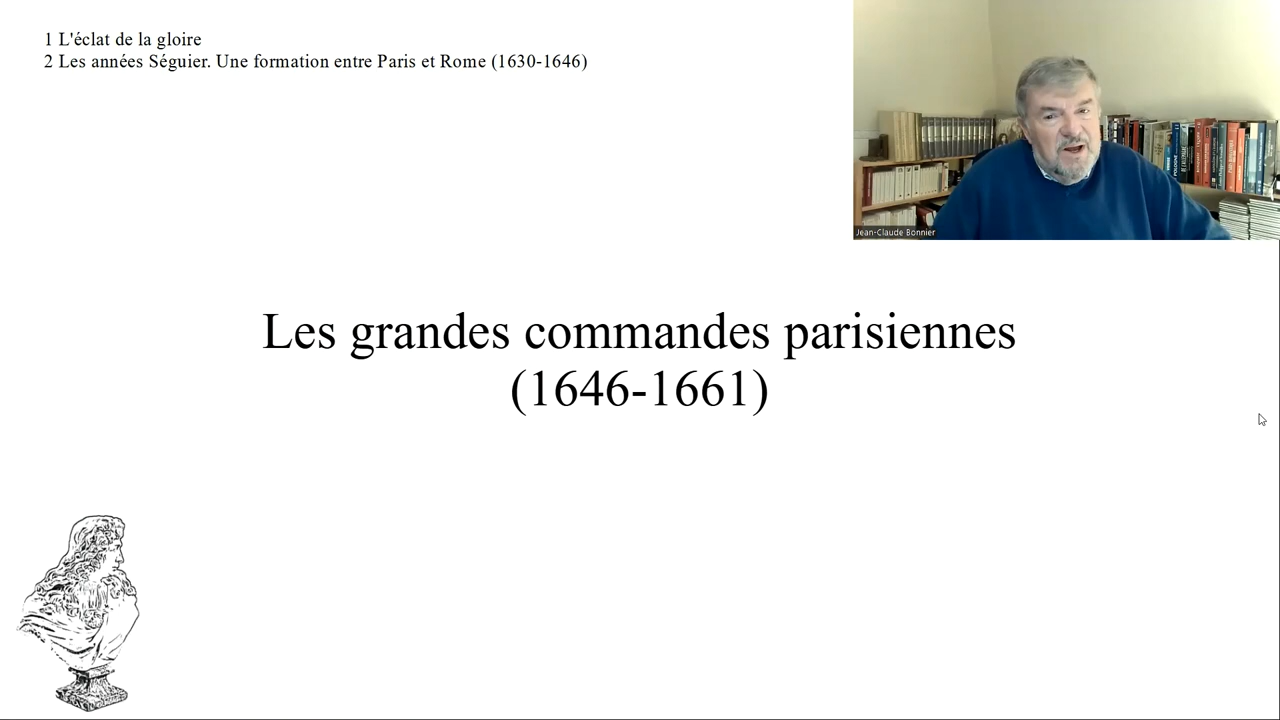 1 L'éclat de la gloire
2 Les années Séguier. Une formation entre Paris et Rome (1630-1646)
Jean-Claude Bonnier
Les grandes commandes parisiennes
(1646-1661)